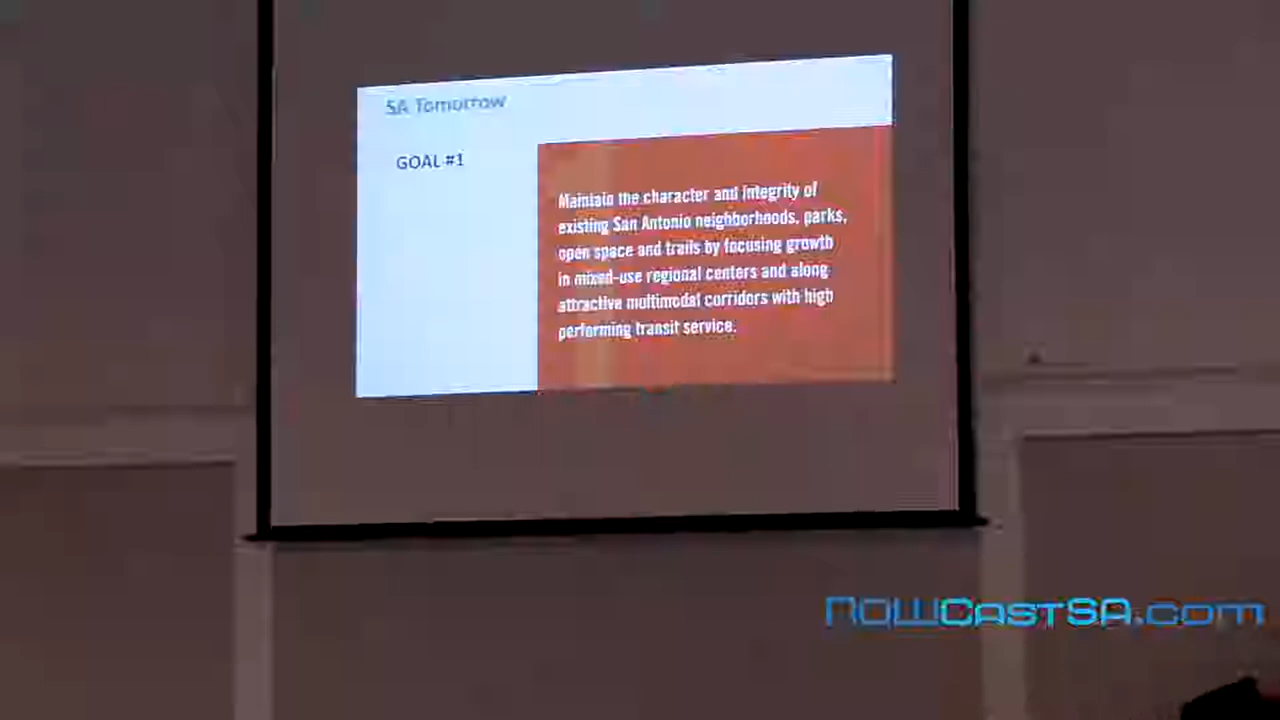 SA Tomorrow
GOAL #1
Maintain the character and integrity of
existing San Antonio neighborhoods, parks,
open space and trails by focusing growth
in mixed-use regional centers and along
attractive multimodal corridors with high
performing transit service.
NOWCastSA.com